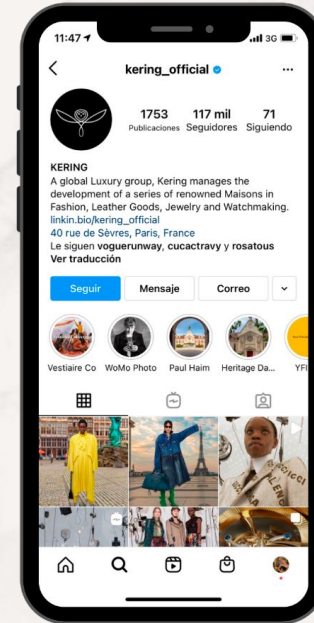 11:47
3G
kering_official
1753 117 mil 71
Publicaciones Seguidores Siguiendo
KERING
A global Luxury group, Kering manages the
development of a series of renowned Maisons in
Fashion, Leather Goods, Jewelry and Watchmaking.
linkin.bio/kering_official
40 rue de Sèvres, Paris, France
Le siguen voguerunway, cucactravy y rosatous
Ver traducción
Seguir Mensaje Correo
Vestiaire Co WoMo Photo Paul Haim Heritage Da... YFI